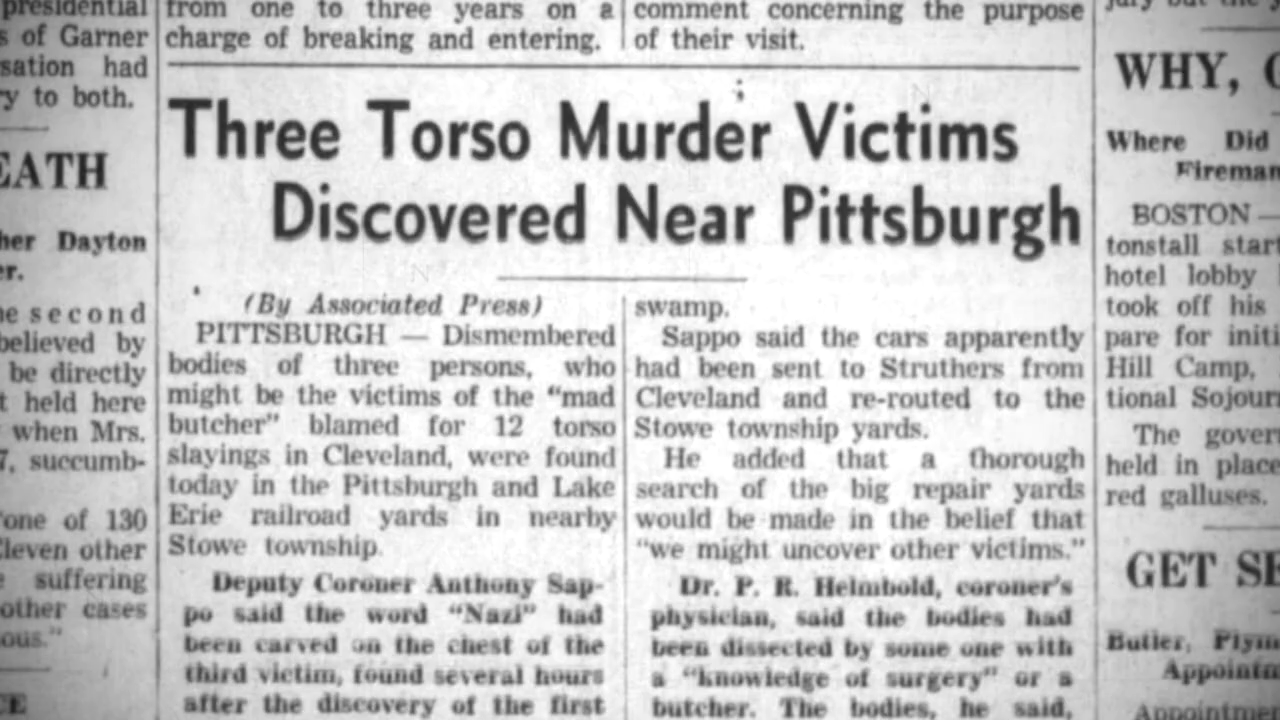 presidential
s of Garner
sation had
ry to both.
EATH
her Dayton
er.
he second
believed by
be directly
t held here
when Mrs.
7, succumb-
one of 130
Eleven other
suffering
other cases
ous."
CE
from one to three years on a
charge of breaking and entering.
comment concerning the purpose
of their visit.
Three Torso Murder Victims
Discovered Near Pittsburgh
(By Associated Press)
PITTSBURGH — Dismembered
bodies of three persons, who
might be the victims of the "mad
butcher" blamed for 12 torso
slayings in Cleveland, were found
today in the Pittsburgh and Lake
Erie railroad yards in nearby
Stowe township.
Deputy Coroner Anthony Sap-
po said the word "Nazi" had
been carved on the chest of the
third victim, found several hours
after the discovery of the first
swamp.
Sappo said the cars apparently
had been sent to Struthers from
Cleveland and re-routed to the
Stowe township yards.
He added that a thorough
search of the big repair yards
would be made in the belief that
"we might uncover other victims."
Dr. P. R. Helmbold, coroner's
physician, said the bodies had
been dissected by some one with
a "knowledge of surgery" or a
butcher. The bodies, he said,
jury but the
WHY,
Where Did
Fireman
BOSTON —
tonstall start
hotel lobby
took off his
pare for initi
Hill Camp,
tional Sojour
The gover
held in place
red galluses.
GET SE
Butler, Plym
Appointm
Appointmen